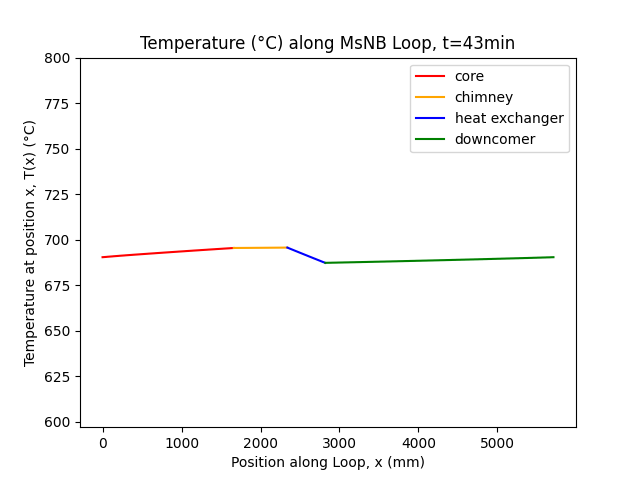 Temperature (°C) along MsNB Loop, t=43min
800
775
750
725
700
675
650
625
600
Temperature at position x, T(x) (°C)
core
chimney
heat exchanger
downcomer
0 1000 2000 3000 4000 5000
Position along Loop, x (mm)